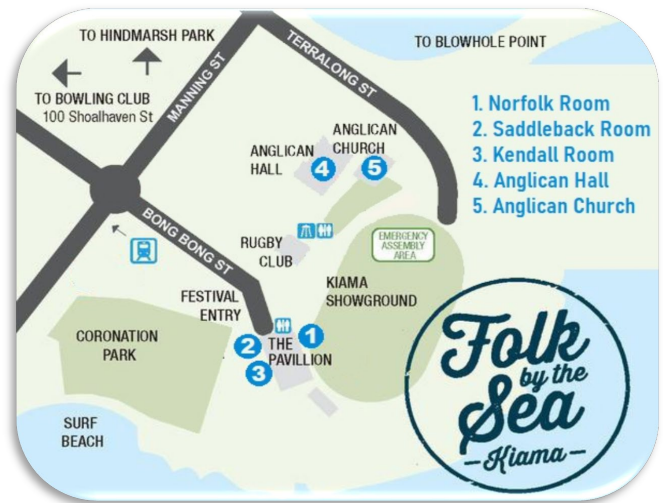 TO HINDMARSH PARK
TERRALONG ST
TO BLOWHOLE POINT
TO BOWLING CLUB
100 Shoalhaven St
MANNING ST
1. Norfolk Room
2. Saddleback Room
3. Kendall Room
4. Anglican Hall
5. Anglican Church
ANGLICAN
CHURCH
ANGLICAN
HALL
4
5
BONG BONG ST
RUGBY
CLUB
EMERGENCY
ASSEMBLY
AREA
KIAMA
SHOWGROUND
FESTIVAL
ENTRY
CORONATION
PARK
THE
PAVILLION
1
2
3
SURF
BEACH
Folk
by the
Sea
- Kiama -